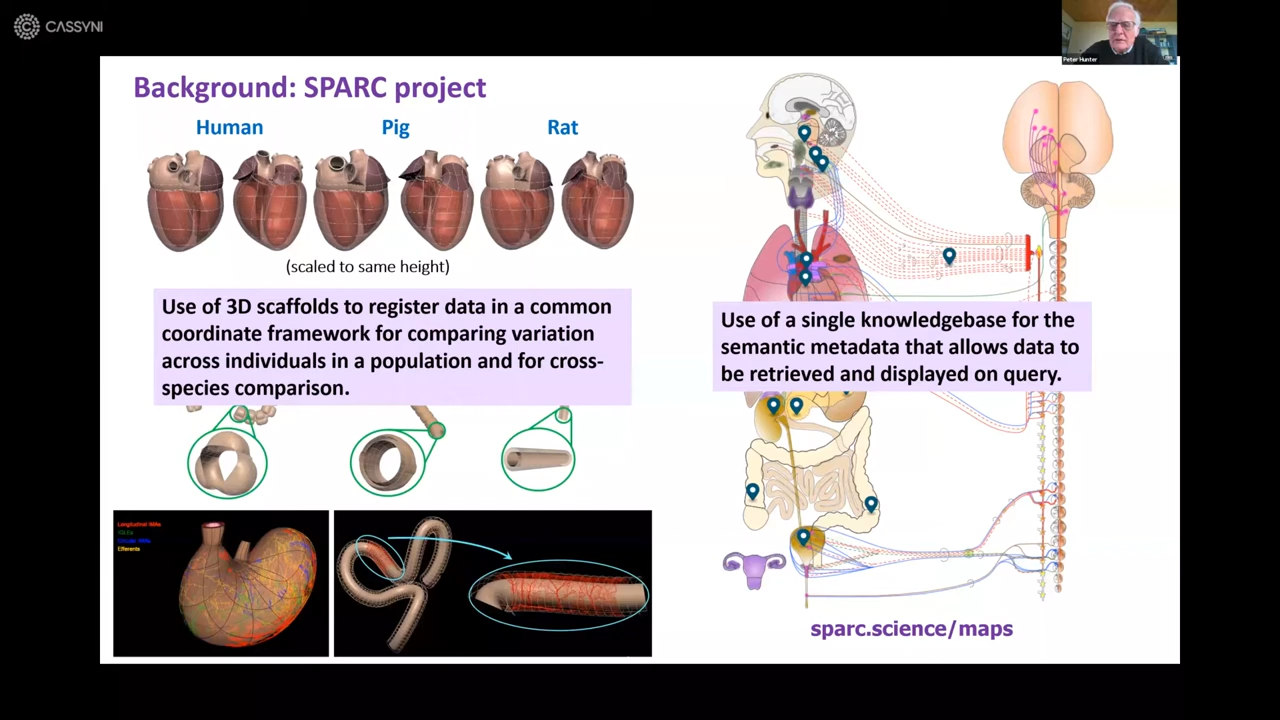 CASSYNI
Peter Hunter
Background: SPARC project
Human
Pig
Rat
(scaled to same height)
Use of 3D scaffolds to register data in a common
coordinate framework for comparing variation
across individuals in a population and for cross-
species comparison.
Use of a single knowledgebase for the
semantic metadata that allows data to
be retrieved and displayed on query.
Longitudinal IMAs
Efferents
sparc.science/maps